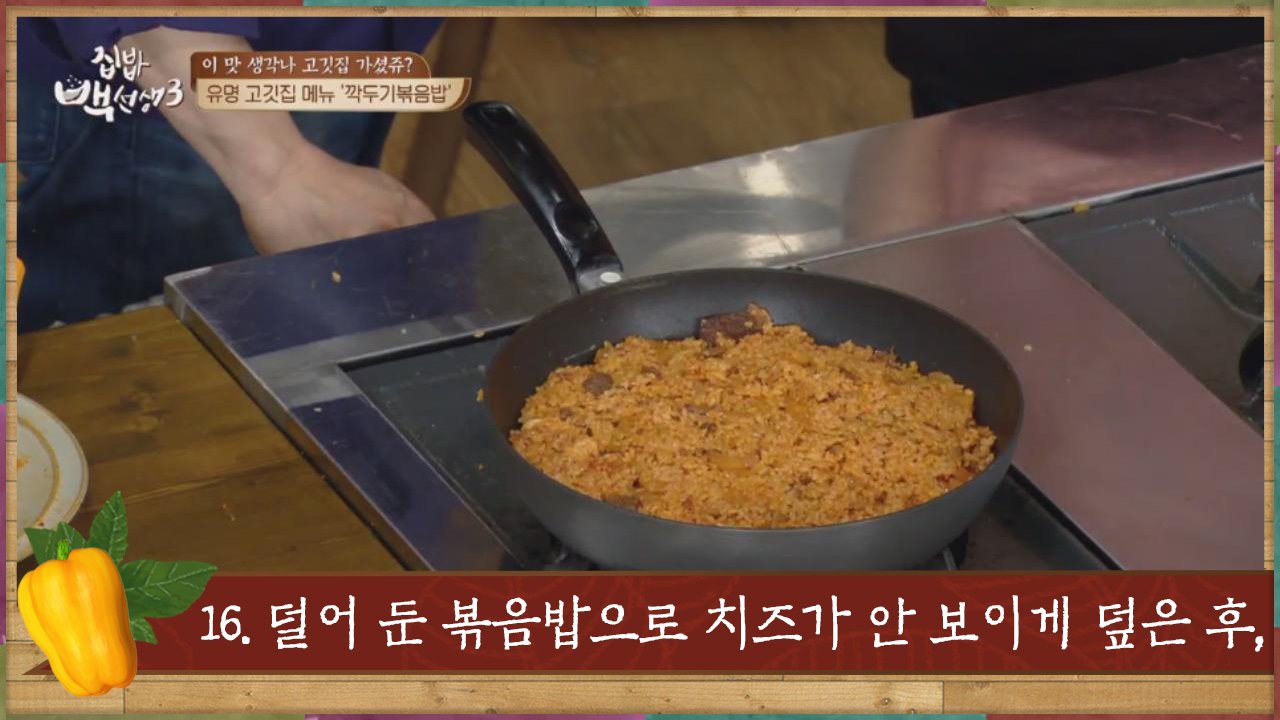 집밥
백선생3
이 맛 생각나 고깃집 가셨쥬?
유명 고깃집 메뉴 '깍두기볶음밥'
16. 덜어 둔 볶음밥으로 치즈가 안 보이게 덮은 후,